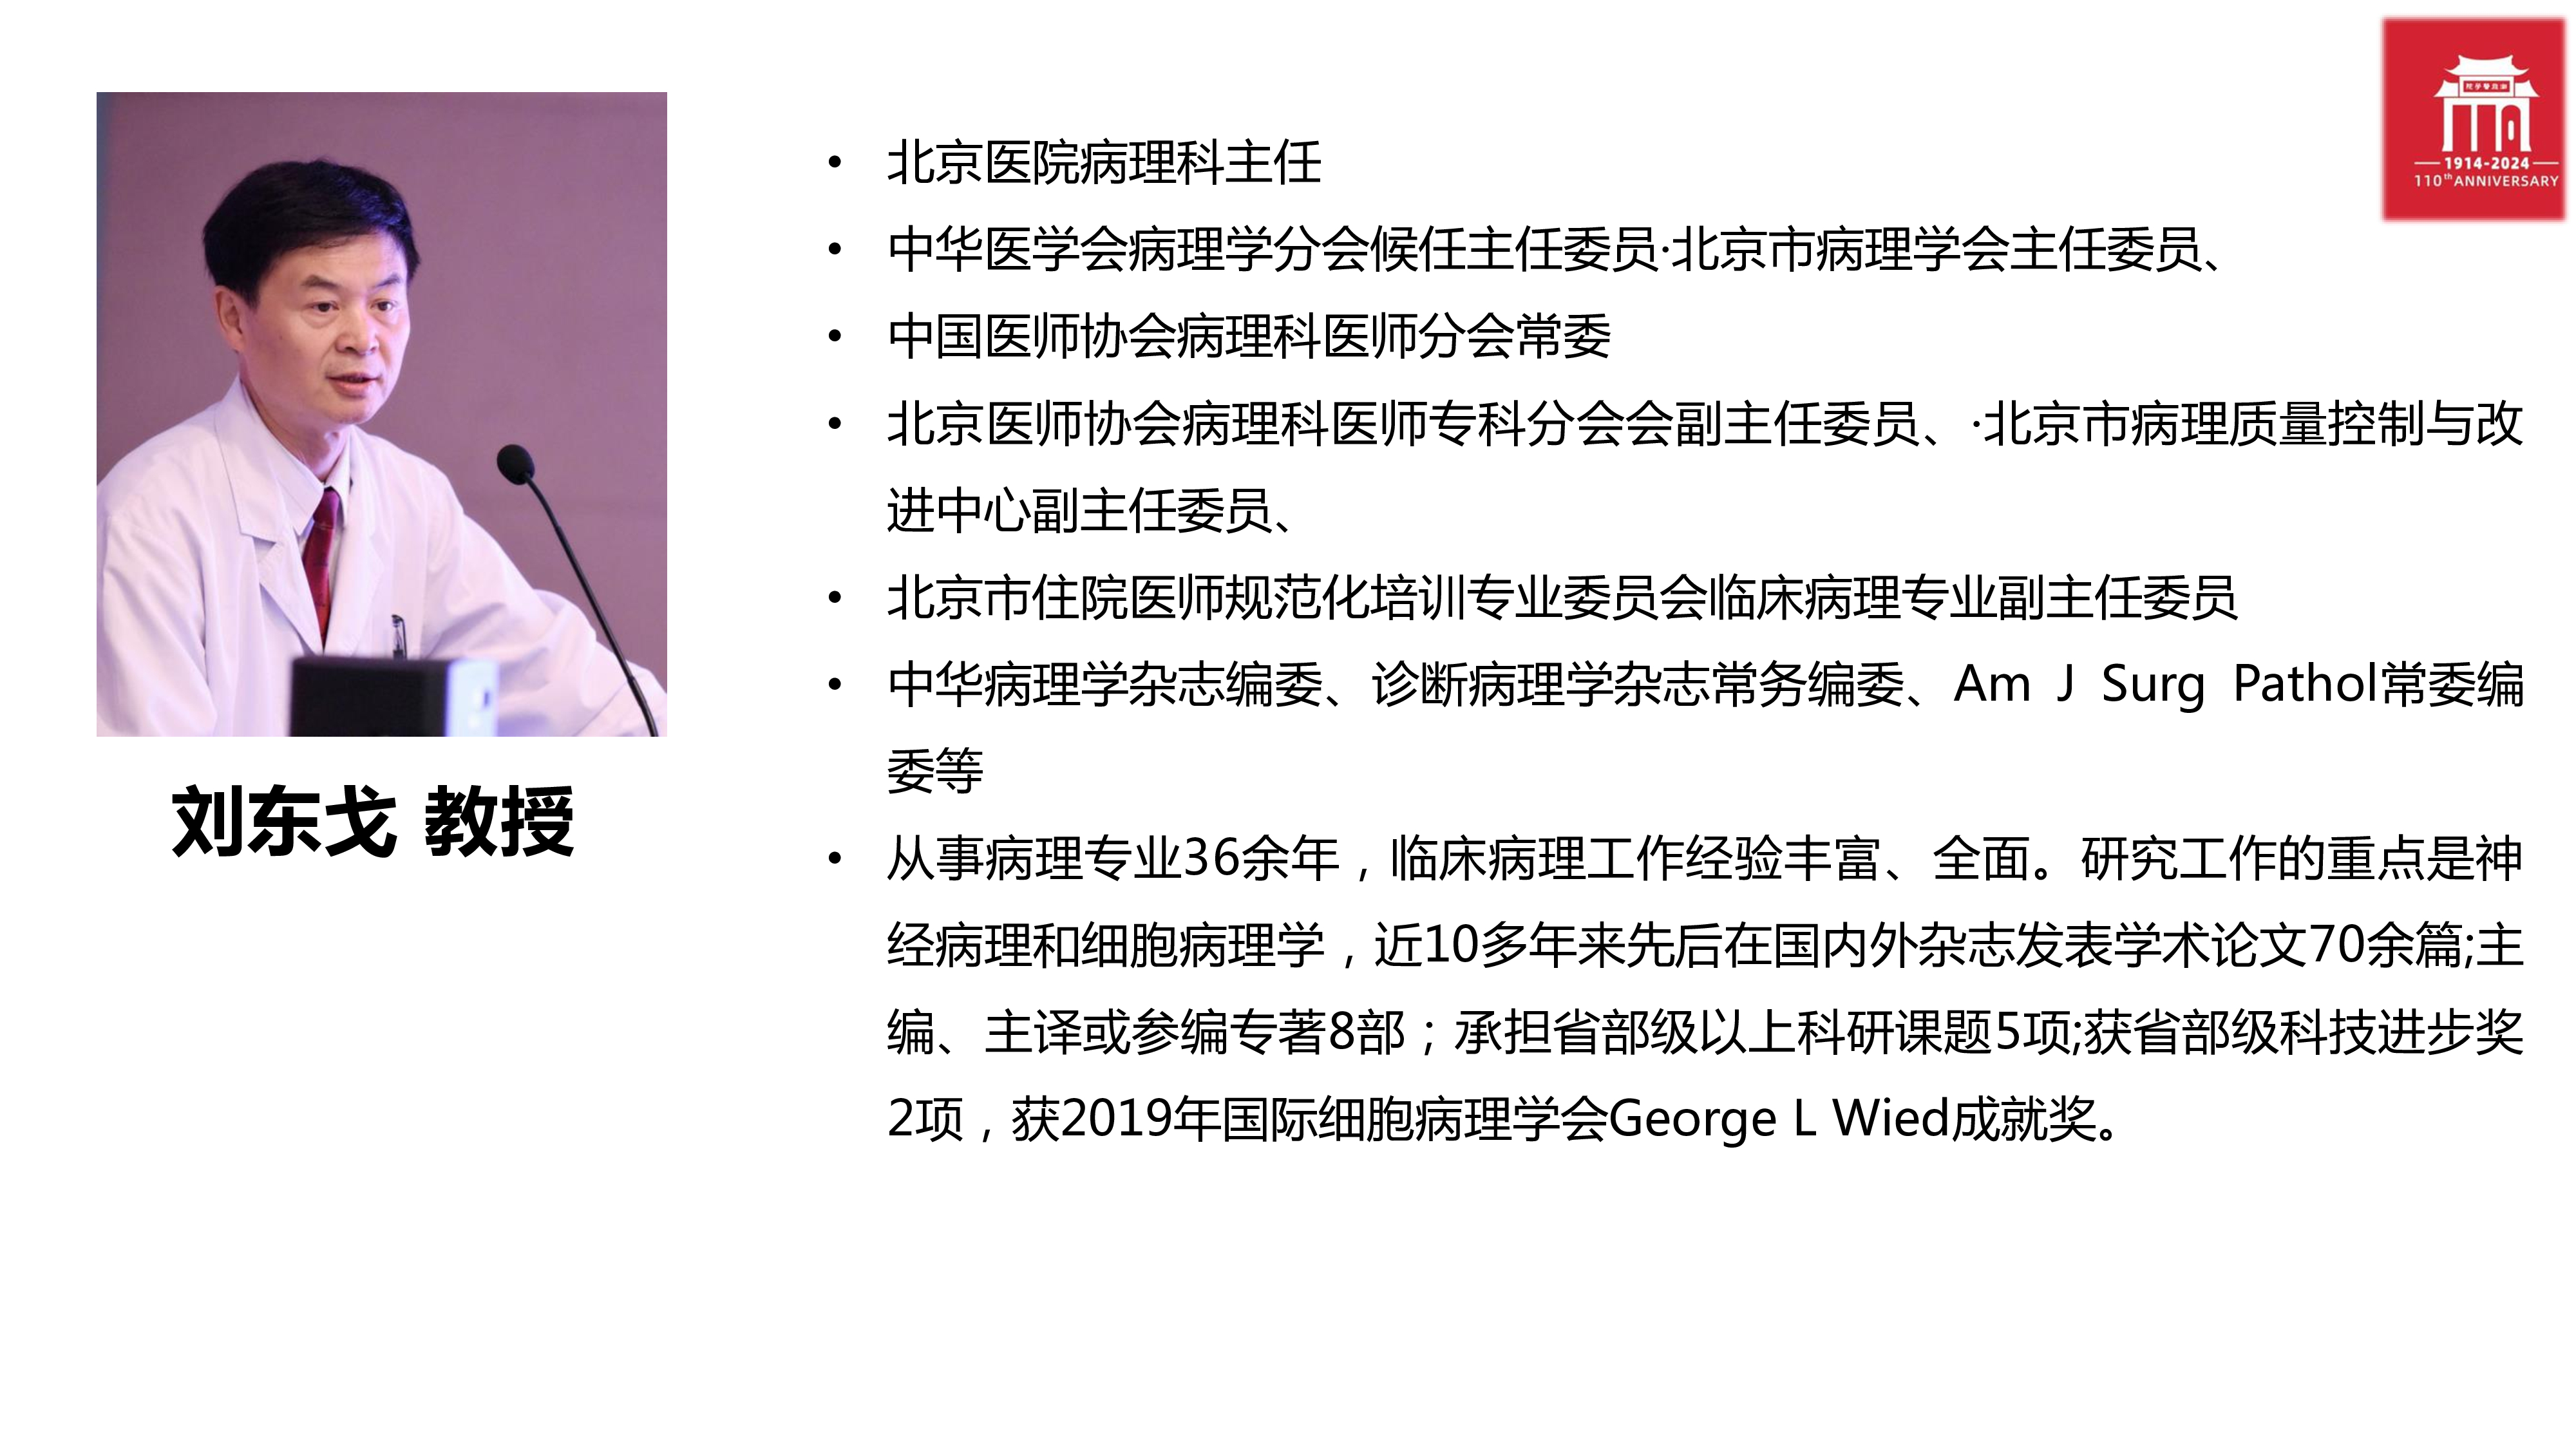 北京医院病理科主任
中华医学会病理学分会候任主任委员·北京市病理学会主任委员、
中国医师协会病理科医师分会常委
北京医师协会病理科医师专科分会会副主任委员、·北京市病理质量控制与改
进中心副主任委员、
北京市住院医师规范化培训专业委员会临床病理专业副主任委员
中华病理学杂志编委、诊断病理学杂志常务编委、Am J Surg Pathol常委编
委等
从事病理专业36余年，临床病理工作经验丰富、全面。研究工作的重点是神
经病理和细胞病理学，近10多年来先后在国内外杂志发表学术论文70余篇;主
编、主译或参编专著8部；承担省部级以上科研课题5项;获省部级科技进步奖
2项，获2019年国际细胞病理学会George L Wied成就奖。
刘东戈 教授
院学醫雅湘
1914-2024
110th ANNIVERSARY